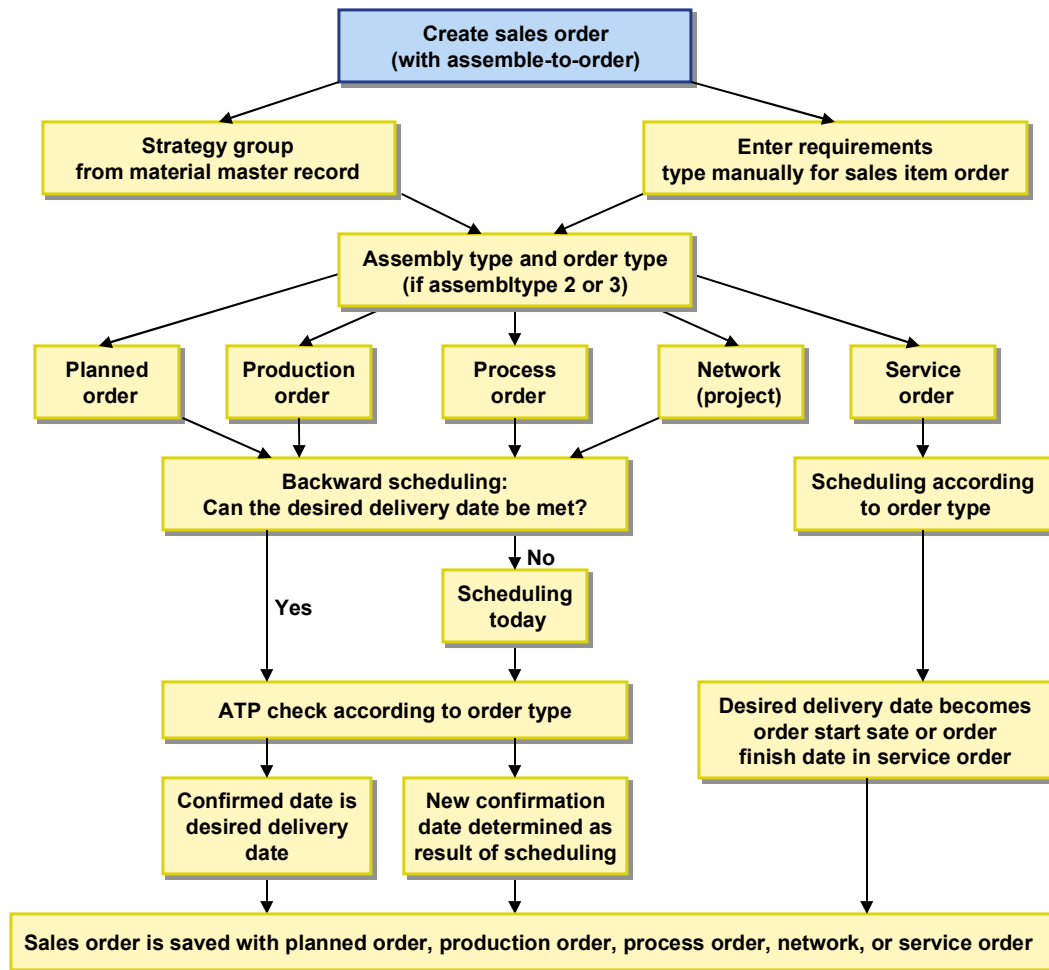 Create sales order
(with assemble-to-order)
Strategy group
from material master record
Enter requirements
type manually for sales item order
Assembly type and order type
(if assembltype 2 or 3)
Planned
order
Production
order
Process
order
Network
(project)
Service
order
Backward scheduling:
Can the desired delivery date be met?
Scheduling according
to order type
No
Yes
Scheduling
today
ATP check according to order type
Desired delivery date becomes
order start sate or order
finish date in service order
Confirmed date is
desired delivery
date
New confirmation
date determined as
result of scheduling
Sales order is saved with planned order, production order, process order, network, or service order